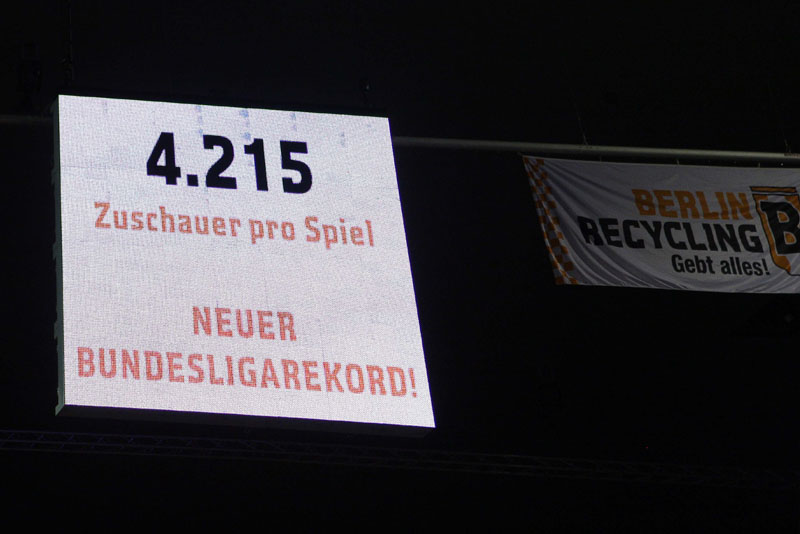 4.215
Zuschauer pro Spiel
NEUER
BUNDESLIGAREKORD!
BERLIN
RECYCLING
Gebt alles!
B